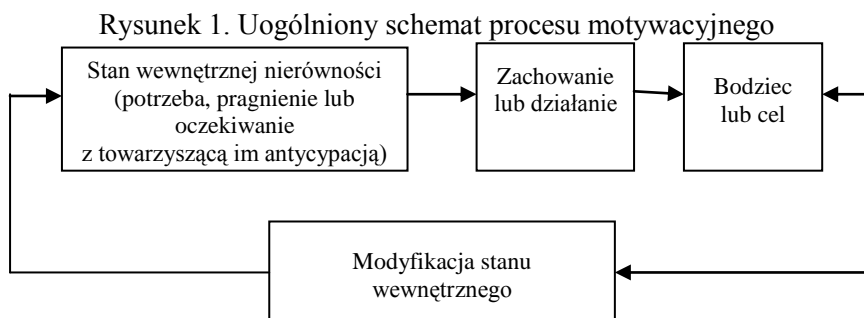 Rysunek 1. Uogólniony schemat procesu motywacyjnego
Stan wewnętrznej nierówności
(potrzeba, pragnienie lub
oczekiwanie
z towarzyszącą im antycypacją)
Zachowanie
lub działanie
Bodziec
lub cel
Modyfikacja stanu
wewnętrznego